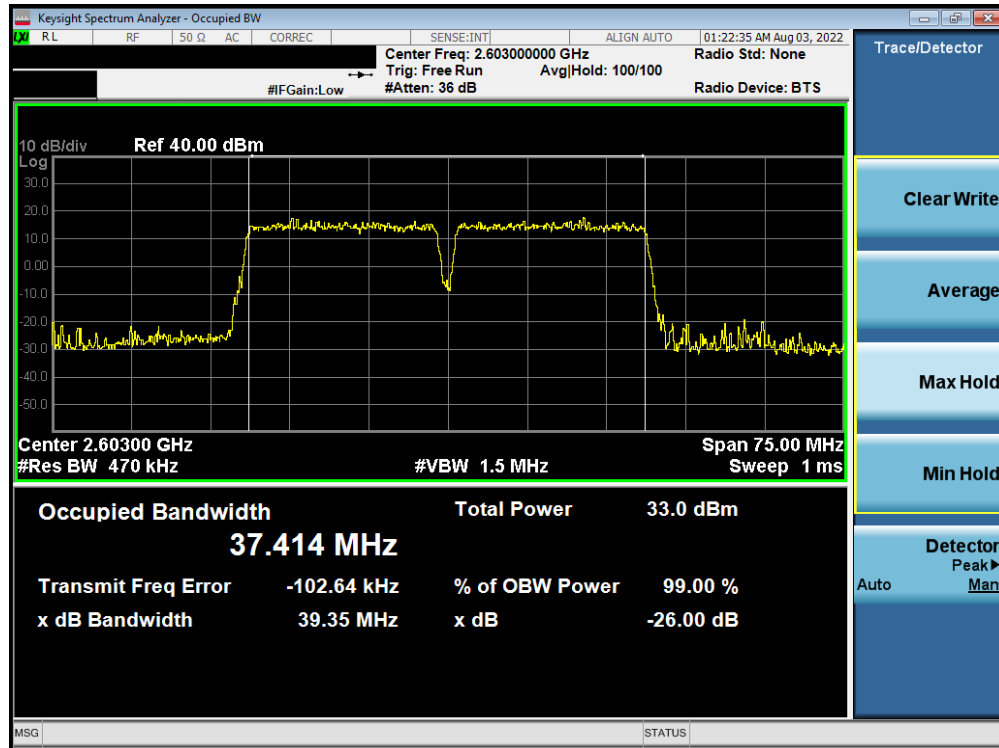 Keysight Spectrum Analyzer - Occupied BW
LXI RL RF 50 Ω AC CORREC SENSE:INT ALIGN AUTO 01:22:35 AM Aug 03, 2022
Center Freq: 2.603000000 GHz Radio Std: None
Trig: Free Run Avg|Hold: 100/100
#IFGain:Low #Atten: 36 dB Radio Device: BTS
10 dB/div Ref 40.00 dBm
Log
30.0
20.0
10.0
0.00
-10.0
-20.0
-30.0
-40.0
-50.0
Center 2.60300 GHz Span 75.00 MHz
#Res BW 470 kHz #VBW 1.5 MHz Sweep 1 ms
Occupied Bandwidth Total Power 33.0 dBm
37.414 MHz
Transmit Freq Error -102.64 kHz % of OBW Power 99.00 %
x dB Bandwidth 39.35 MHz x dB -26.00 dB
MSG STATUS
Trace/Detector
Clear Write
Average
Max Hold
Min Hold
Detector
Peak▶
Auto Man